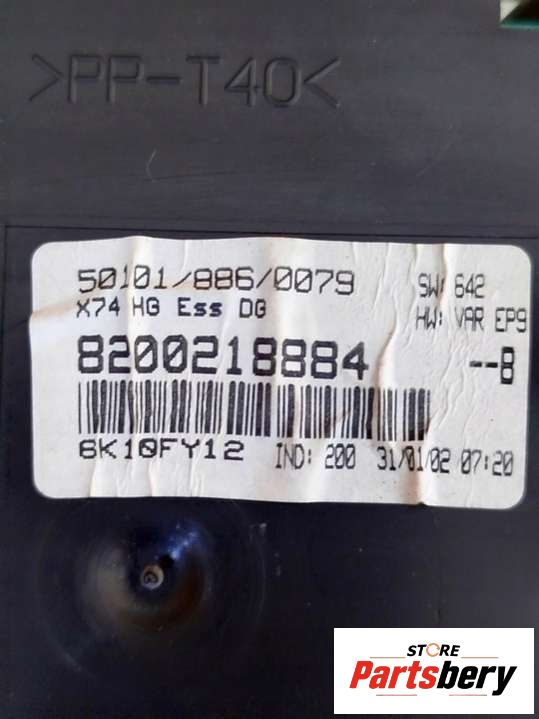 >PP-T40<
50101/886/0079 SW: 642
X74 HG Ess DG HW: VAR EP9
8200218884 --B
6K10FY12 IND: 200 31/01/02 07:20
STORE
Partsbery